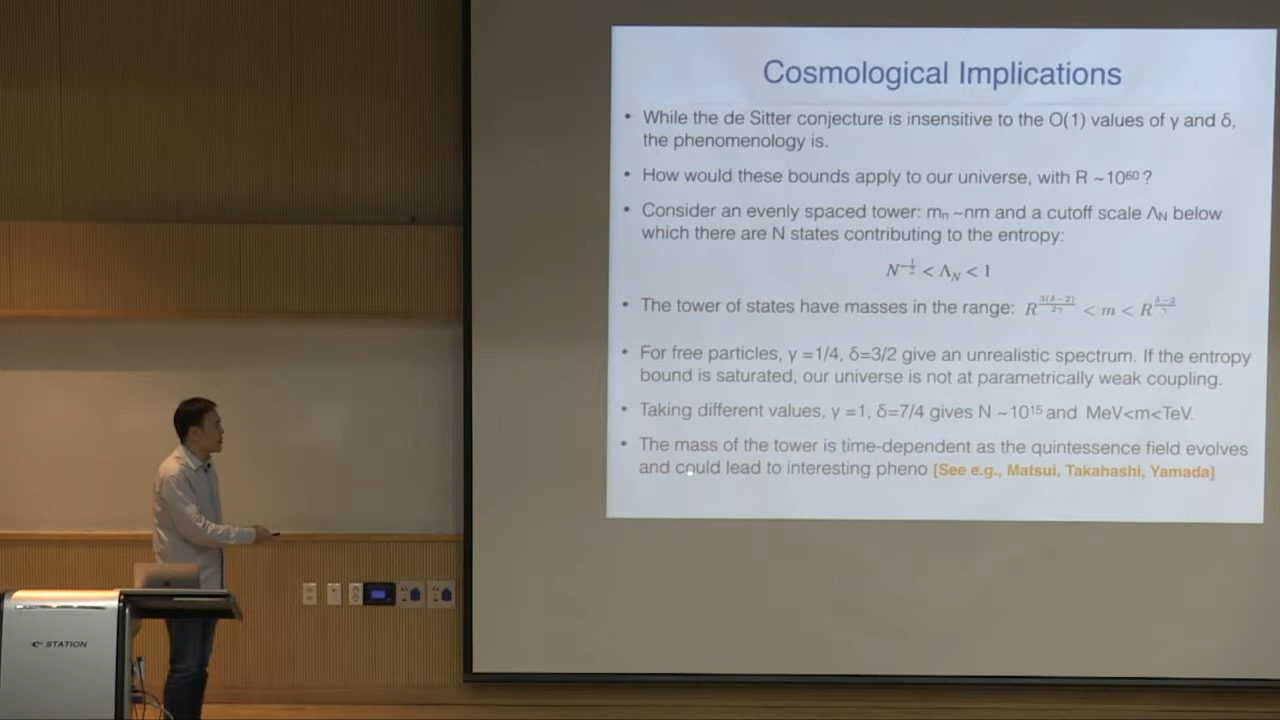 Cosmological Implications
• While the de Sitter conjecture is insensitive to the O(1) values of γ and δ,
the phenomenology is.
• How would these bounds apply to our universe, with R ~10⁶⁰?
• Consider an evenly spaced tower: mₙ ~nm and a cutoff scale Λɴ below
which there are N states contributing to the entropy:
N^{-1/2} < Λ_N < 1
• The tower of states have masses in the range: R^{3(δ-2)/2γ} < m < R^{δ-2/γ}
• For free particles, γ =1/4, δ=3/2 give an unrealistic spectrum. If the entropy
bound is saturated, our universe is not at parametrically weak coupling.
• Taking different values, γ =1, δ=7/4 gives N ~10¹⁵ and MeV<m<TeV.
• The mass of the tower is time-dependent as the quintessence field evolves
and could lead to interesting pheno [See e.g., Matsui, Takahashi, Yamada]
e-STATION